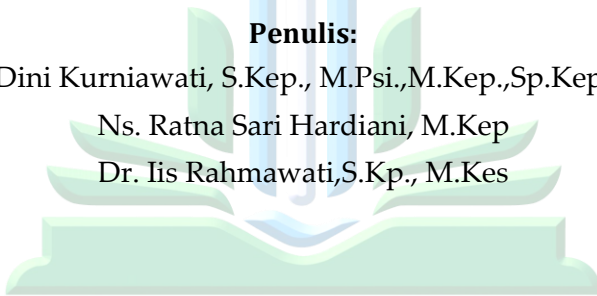 Penulis:
Dini Kurniawati, S.Kep., M.Psi.,M.Kep.,Sp.Kep
Ns. Ratna Sari Hardiani, M.Kep
Dr. Iis Rahmawati,S.Kp., M.Kes